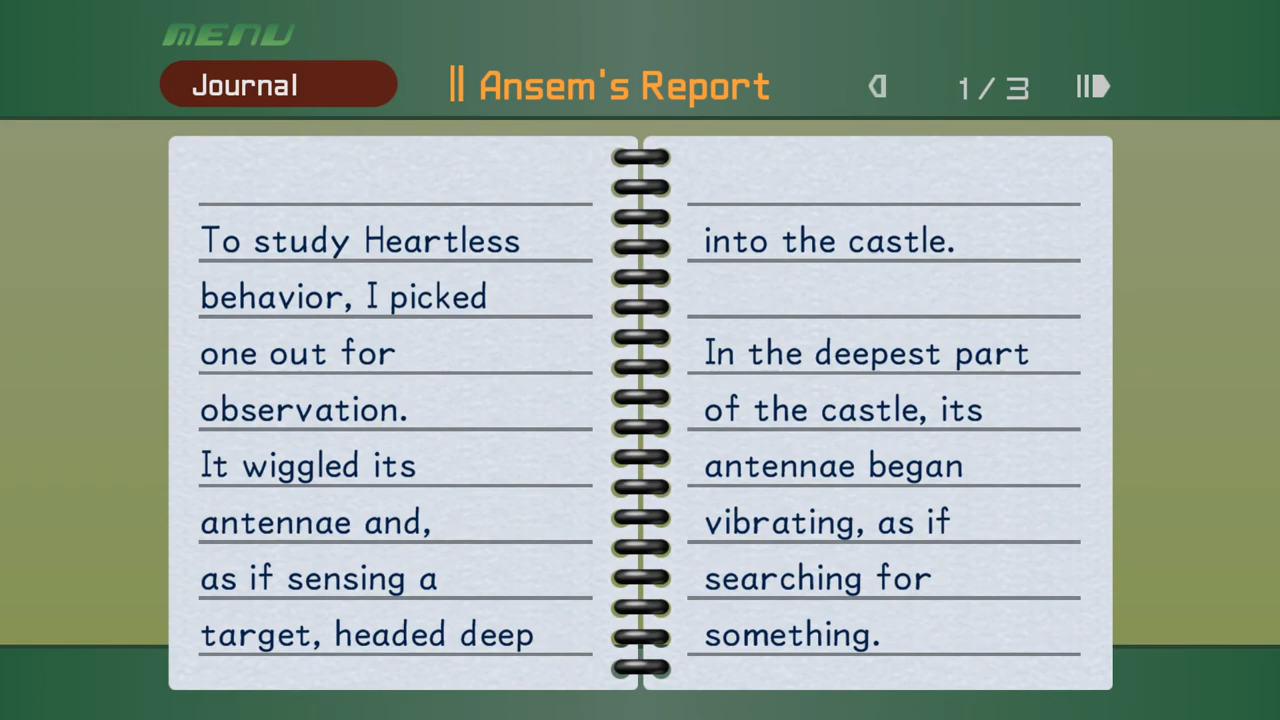 MENU
Journal
Ansem's Report
1/3
To study Heartless
behavior, I picked
one out for
observation.
It wiggled its
antennae and,
as if sensing a
target, headed deep
into the castle.
In the deepest part
of the castle, its
antennae began
vibrating, as if
searching for
something.